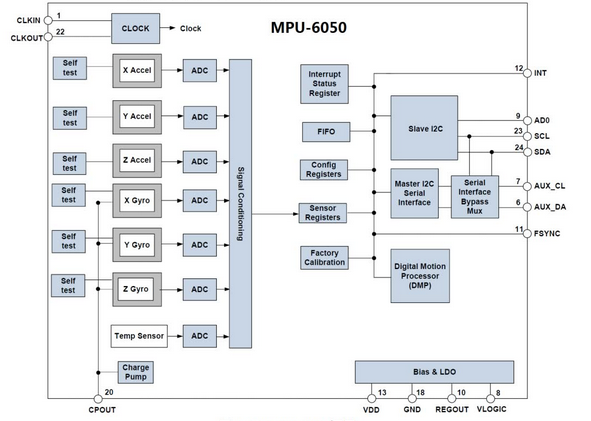 MPU-6050
CLKIN 1
CLKOUT 22
CLOCK
Clock
Self test
X Accel
ADC
Self test
Y Accel
ADC
Self test
Z Accel
ADC
Self test
X Gyro
ADC
Self test
Y Gyro
ADC
Self test
Z Gyro
ADC
Temp Sensor
ADC
Charge
Pump
20
CPOUT
Signal Conditioning
Interrupt
Status
Register
FIFO
Config
Registers
Sensor
Registers
Factory
Calibration
Slave I2C
Master I2C
Serial
Interface
Serial
Interface
Bypass
Mux
Digital Motion
Processor
(DMP)
12 INT
9 AD0
23 SCL
24 SDA
7 AUX_CL
6 AUX_DA
11 FSYNC
Bias & LDO
13 18 10 8
VDD GND REGOUT VLOGIC